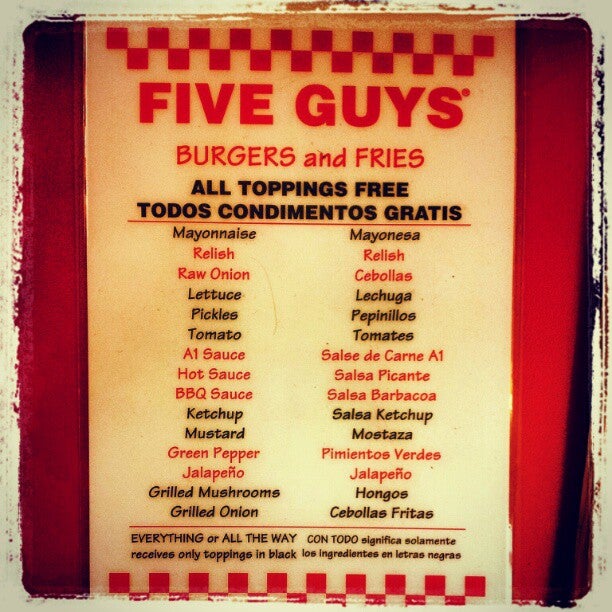 FIVE GUYS®
BURGERS and FRIES
ALL TOPPINGS FREE
TODOS CONDIMENTOS GRATIS
Mayonnaise Mayonesa
Relish Relish
Raw Onion Cebollas
Lettuce Lechuga
Pickles Pepinillos
Tomato Tomates
A1 Sauce Salse de Carne A1
Hot Sauce Salsa Picante
BBQ Sauce Salsa Barbacoa
Ketchup Salsa Ketchup
Mustard Mostaza
Green Pepper Pimientos Verdes
Jalapeño Jalapeño
Grilled Mushrooms Hongos
Grilled Onion Cebollas Fritas
EVERYTHING or ALL THE WAY CON TODO significa solamente
receives only toppings in black los ingredientes en letras negras